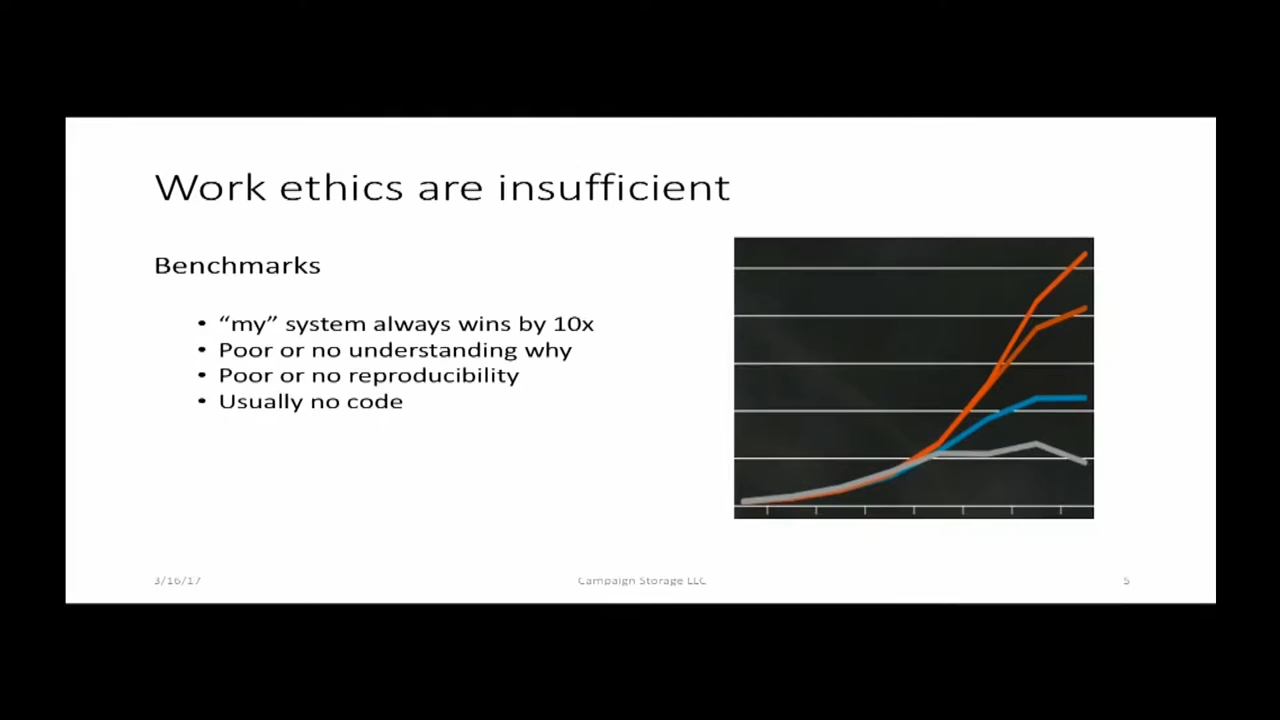 Work ethics are insufficient
Benchmarks
• “my” system always wins by 10x
• Poor or no understanding why
• Poor or no reproducibility
• Usually no code
3/16/17
Campaign Storage LLC
5